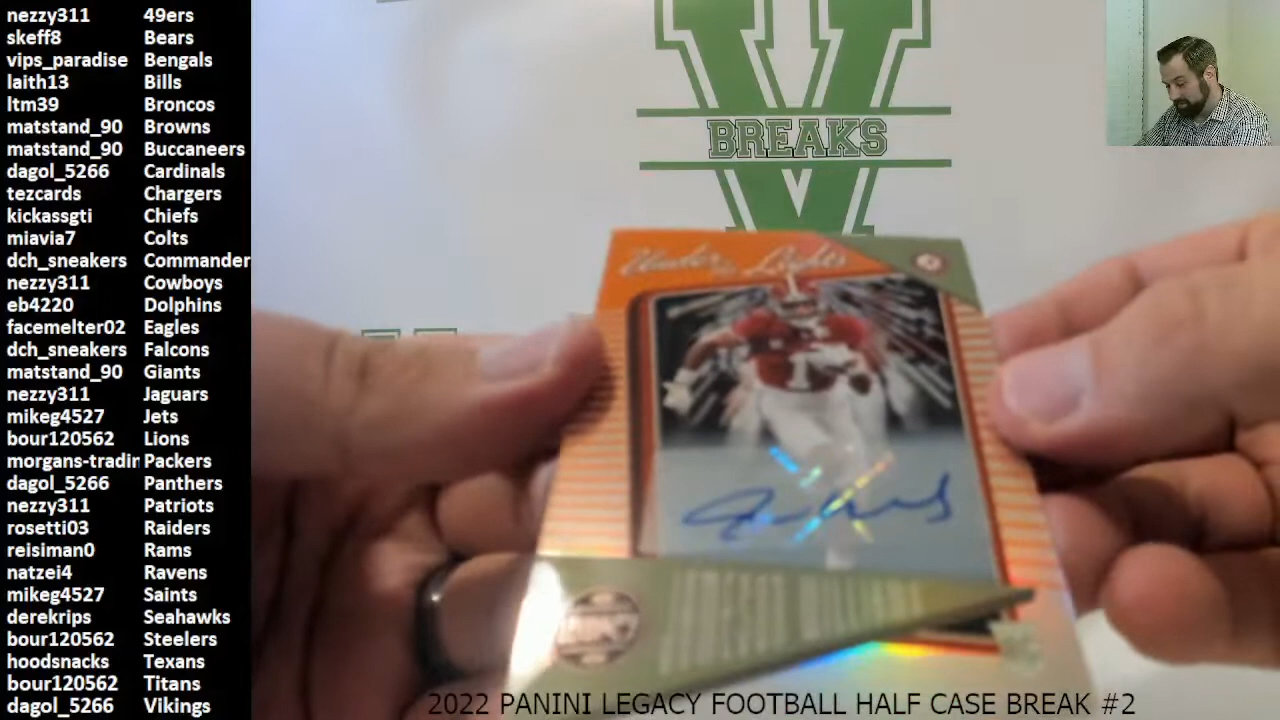 nezzy311 49ers
skeff8 Bears
vips_paradise Bengals
laith13 Bills
ltm39 Broncos
matstand_90 Browns
matstand_90 Buccaneers
dagol_5266 Cardinals
tezcards Chargers
kickassgti Chiefs
miavia7 Colts
dch_sneakers Commander
nezzy311 Cowboys
eb4220 Dolphins
facemelter02 Eagles
dch_sneakers Falcons
matstand_90 Giants
nezzy311 Jaguars
mikeg4527 Jets
bour120562 Lions
morgans-tradin Packers
dagol_5266 Panthers
nezzy311 Patriots
rosetti03 Raiders
reisiman0 Rams
natzei4 Ravens
mikeg4527 Saints
derekrips Seahawks
bour120562 Steelers
hoodsnacks Texans
bour120562 Titans
dagol_5266 Vikings
V
BREAKS
Under the Lights
1
2022 PANINI LEGACY FOOTBALL HALF CASE BREAK #2